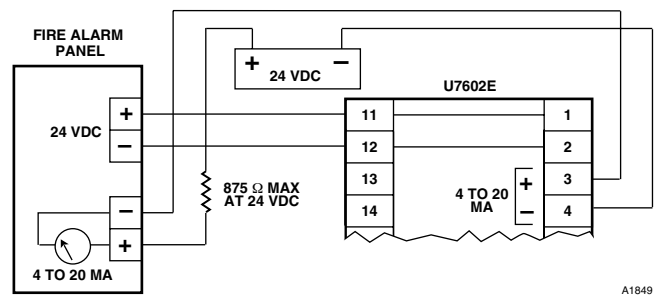 FIRE ALARM
PANEL
+ −
24 VDC
U7602E
24 VDC
+
−
11
12
13
14
1
2
3
4
4 TO 20
MA
+
−
875 Ω MAX
AT 24 VDC
−
+
4 TO 20 MA
A1849